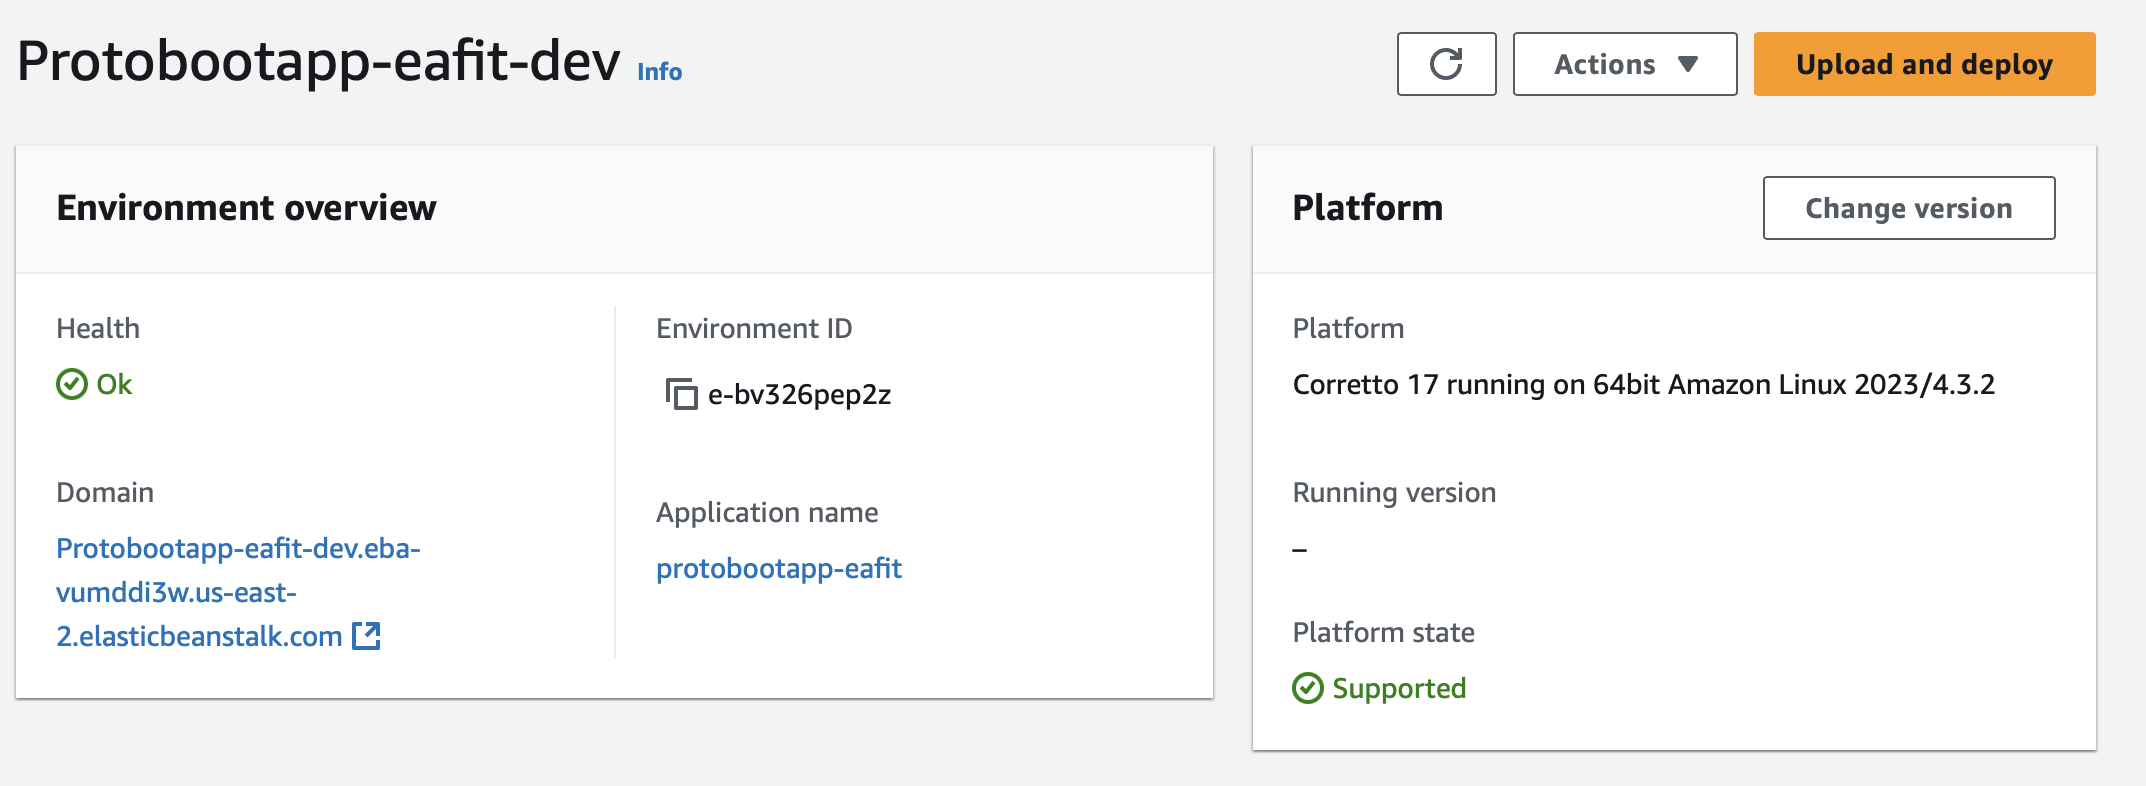 Protobootapp-eafit-dev Info
Actions
Upload and deploy
Environment overview
Health
Ok
Domain
Protobootapp-eafit-dev.eba-
vumddi3w.us-east-
2.elasticbeanstalk.com
Environment ID
e-bv326pep2z
Application name
protobootapp-eafit
Platform
Change version
Platform
Corretto 17 running on 64bit Amazon Linux 2023/4.3.2
Running version
–
Platform state
Supported